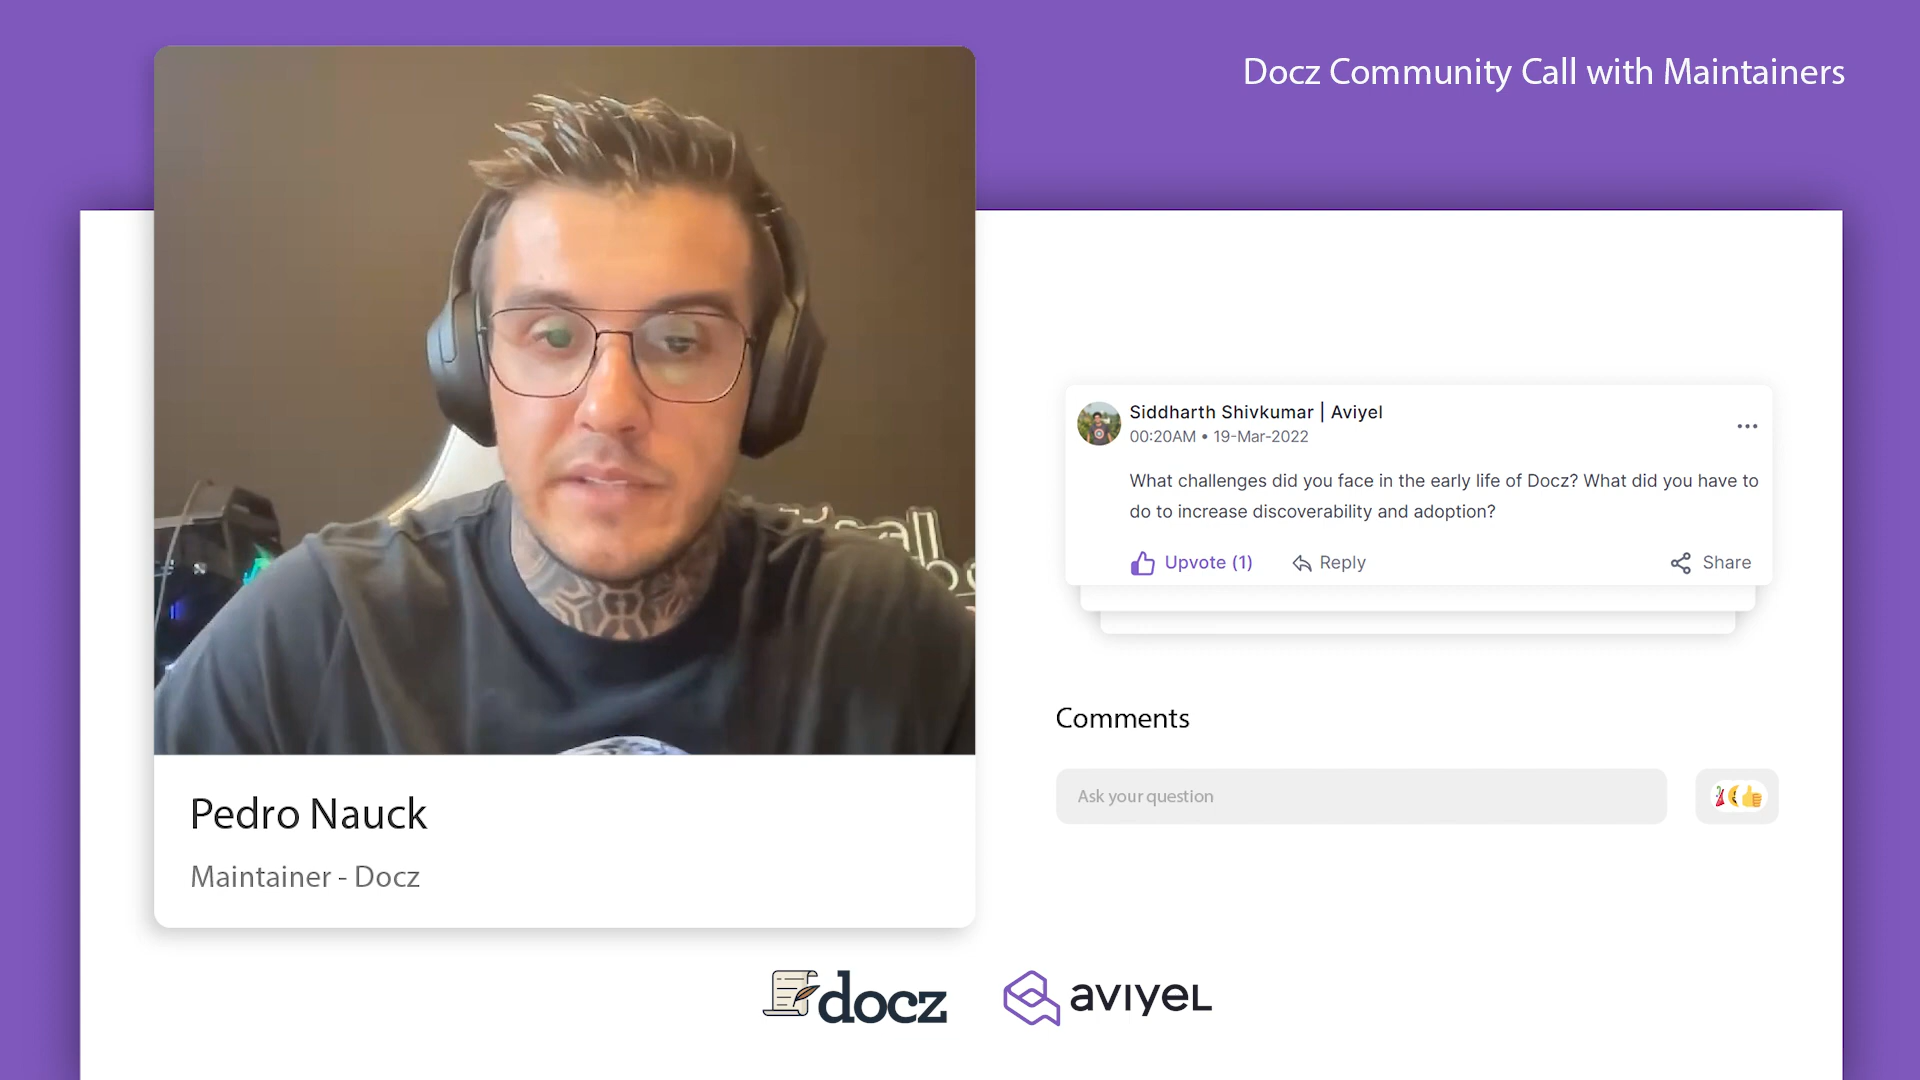 Docz Community Call with Maintainers
Siddharth Shivkumar | Aviyel
00:20AM • 19-Mar-2022
What challenges did you face in the early life of Docz? What did you have to
do to increase discoverability and adoption?
Upvote (1)
Reply
Share
Comments
Ask your question
Pedro Nauck
Maintainer - Docz
docz
aviyel